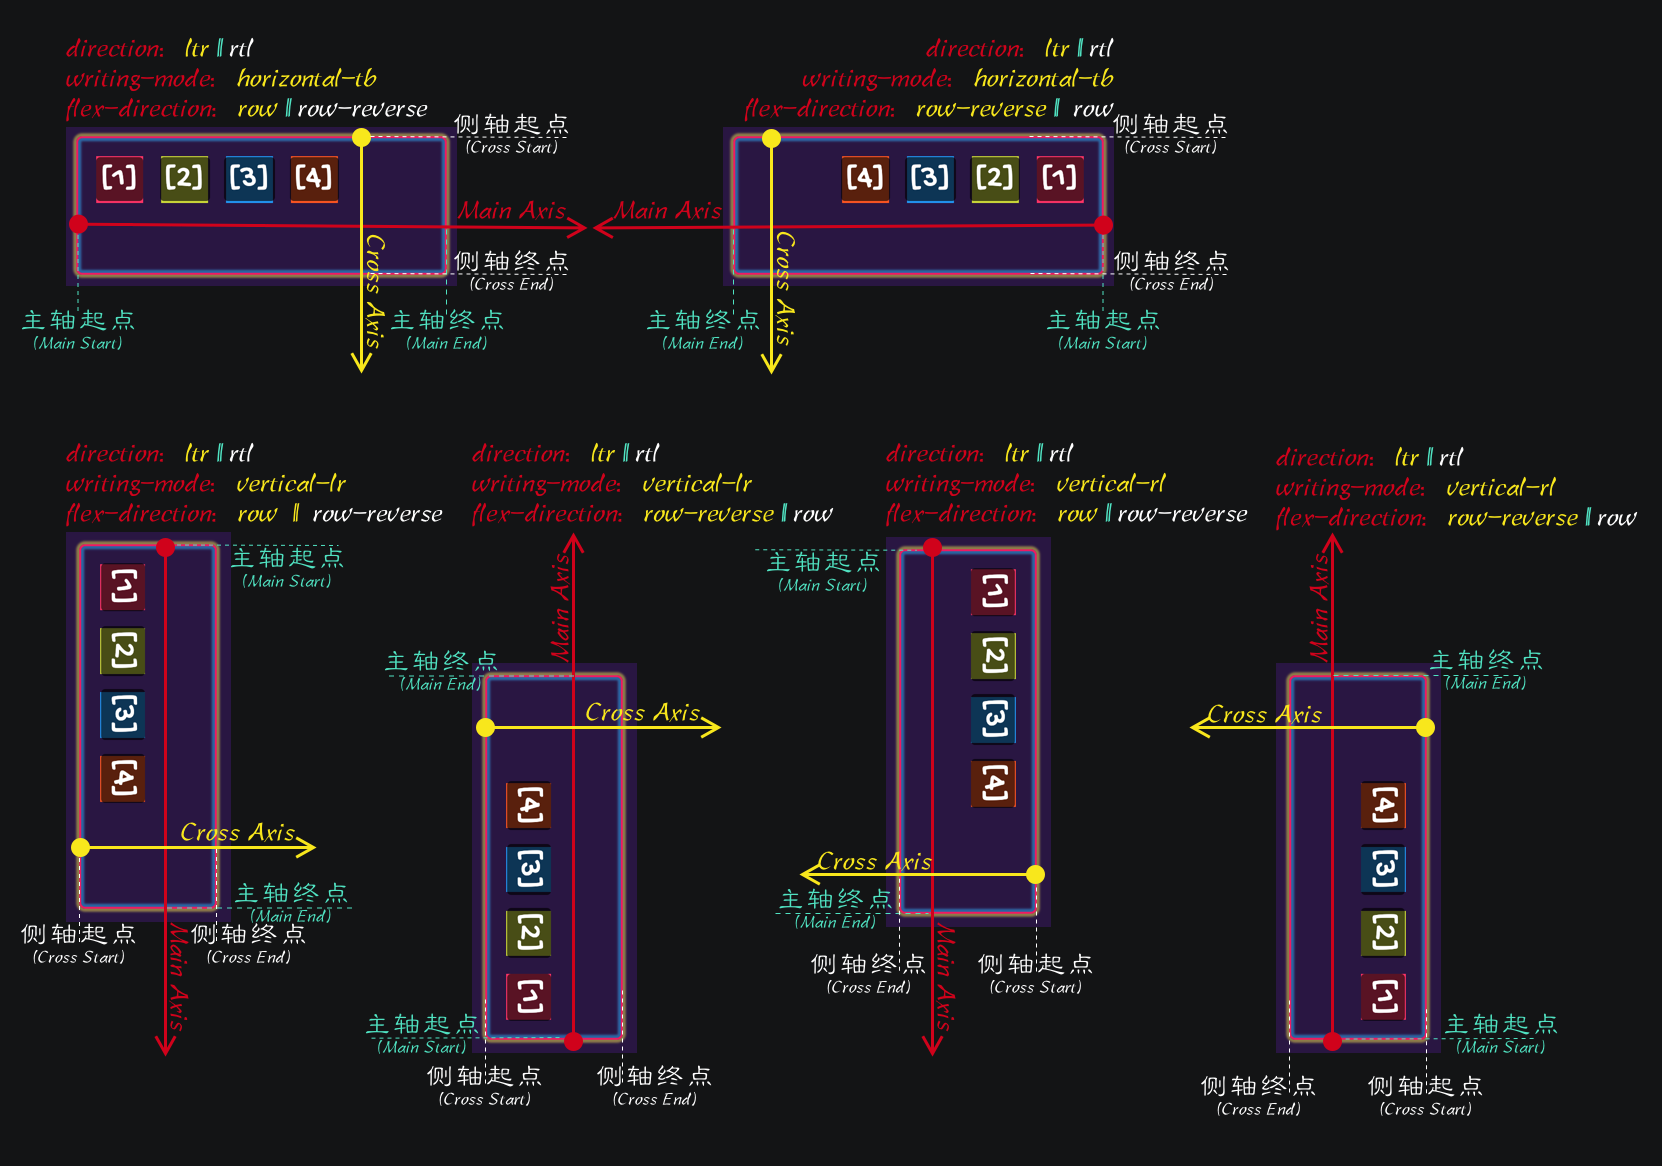 direction: ltr || rtl
writing-mode: horizontal-tb
flex-direction: row || row-reverse
侧轴起点
(Cross Start)
[1] [2] [3] [4]
Main Axis
Cross Axis
侧轴终点
(Cross End)
主轴起点
(Main Start)
主轴终点
(Main End)
direction: ltr || rtl
writing-mode: horizontal-tb
flex-direction: row-reverse || row
侧轴起点
(Cross Start)
[4] [3] [2] [1]
Main Axis
Cross Axis
侧轴终点
(Cross End)
主轴终点
(Main End)
主轴起点
(Main Start)
direction: ltr || rtl
writing-mode: vertical-lr
flex-direction: row || row-reverse
主轴起点
(Main Start)
[1]
[2]
[3]
[4]
Cross Axis
主轴终点
(Main End)
侧轴起点
(Cross Start)
侧轴终点
(Cross End)
Main Axis
direction: ltr || rtl
writing-mode: vertical-lr
flex-direction: row-reverse || row
Main Axis
主轴终点
(Main End)
Cross Axis
[4]
[3]
[2]
[1]
主轴起点
(Main Start)
侧轴起点
(Cross Start)
侧轴终点
(Cross End)
direction: ltr || rtl
writing-mode: vertical-rl
flex-direction: row || row-reverse
主轴起点
(Main Start)
[1]
[2]
[3]
[4]
Cross Axis
主轴终点
(Main End)
侧轴终点
(Cross End)
侧轴起点
(Cross Start)
Main Axis
direction: ltr || rtl
writing-mode: vertical-rl
flex-direction: row-reverse || row
Main Axis
主轴终点
(Main End)
Cross Axis
[4]
[3]
[2]
[1]
主轴起点
(Main Start)
侧轴终点
(Cross End)
侧轴起点
(Cross Start)